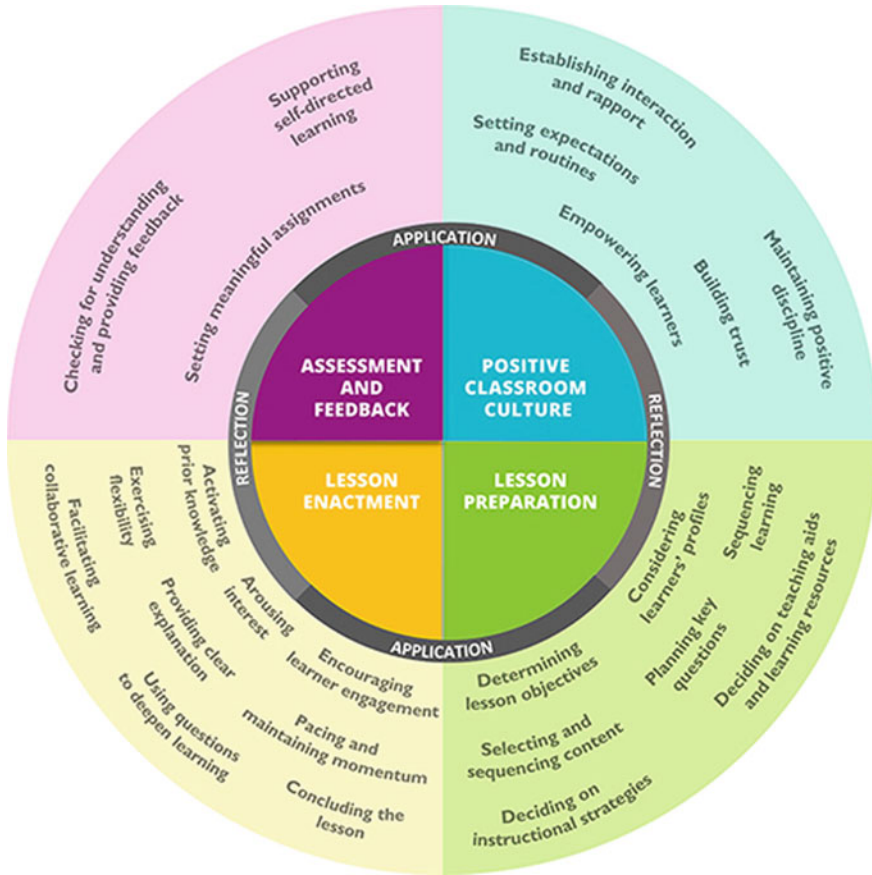 Supporting
self-directed
learning
Checking for understanding
and providing feedback
Setting meaningful assignments
Establishing interaction
and rapport
Setting expectations
and routines
Empowering learners
Building trust
Maintaining positive
discipline
APPLICATION
REFLECTION
REFLECTION
APPLICATION
ASSESSMENT
AND
FEEDBACK
POSITIVE
CLASSROOM
CULTURE
LESSON
ENACTMENT
LESSON
PREPARATION
Activating
prior knowledge
Exercising
flexibility
Facilitating
collaborative learning
Arousing
interest
Providing clear
explanation
Using questions
to deepen learning
Encouraging
learner engagement
Pacing and
maintaining momentum
Concluding the
lesson
Considering
learners' profiles
Sequencing
learning
Determining
lesson objectives
Planning key
questions
Deciding on teaching aids
and learning resources
Selecting and
sequencing content
Deciding on
instructional strategies